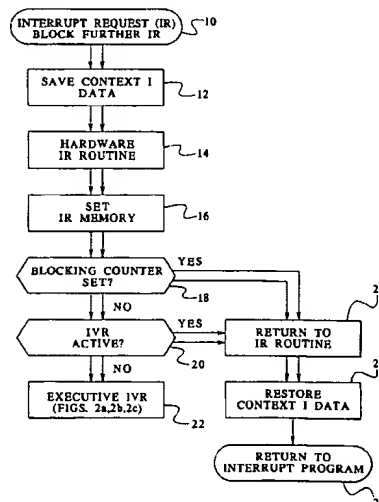 INTERRUPT REQUEST (IR)
BLOCK FURTHER IR
10
SAVE CONTEXT I
DATA
12
HARDWARE
IR ROUTINE
14
SET
IR MEMORY
16
BLOCKING COUNTER
SET?
YES
18
NO
IVR
ACTIVE?
YES
20
NO
EXECUTIVE IVR
(FIGS. 2a,2b,2c)
22
RETURN TO
IR ROUTINE
2
RESTORE
CONTEXT I DATA
2
RETURN TO
INTERRUPT PROGRAM